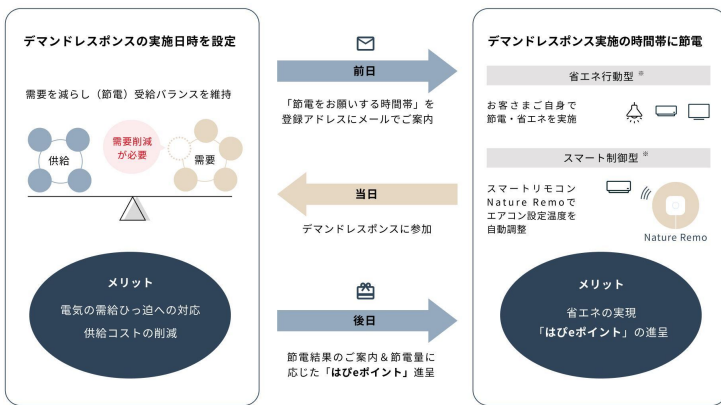 デマンドレスポンスの実施日時を設定
需要を減らし（節電）受給バランスを維持
供給
需要削減
が必要
需要
メリット
電気の需給ひっ迫への対応
供給コストの削減
前日
「節電をお願いする時間帯」を
登録アドレスにメールでご案内
当日
デマンドレスポンスに参加
後日
節電結果のご案内＆節電量に
応じた「はぴeポイント」進呈
デマンドレスポンス実施の時間帯に節電
省エネ行動型 ※
お客さまご自身で
節電・省エネを実施
スマート制御型 ※
スマートリモコン
Nature Remoで
エアコン設定温度を
自動調整
Nature Remo
メリット
省エネの実現
「はぴeポイント」の進呈